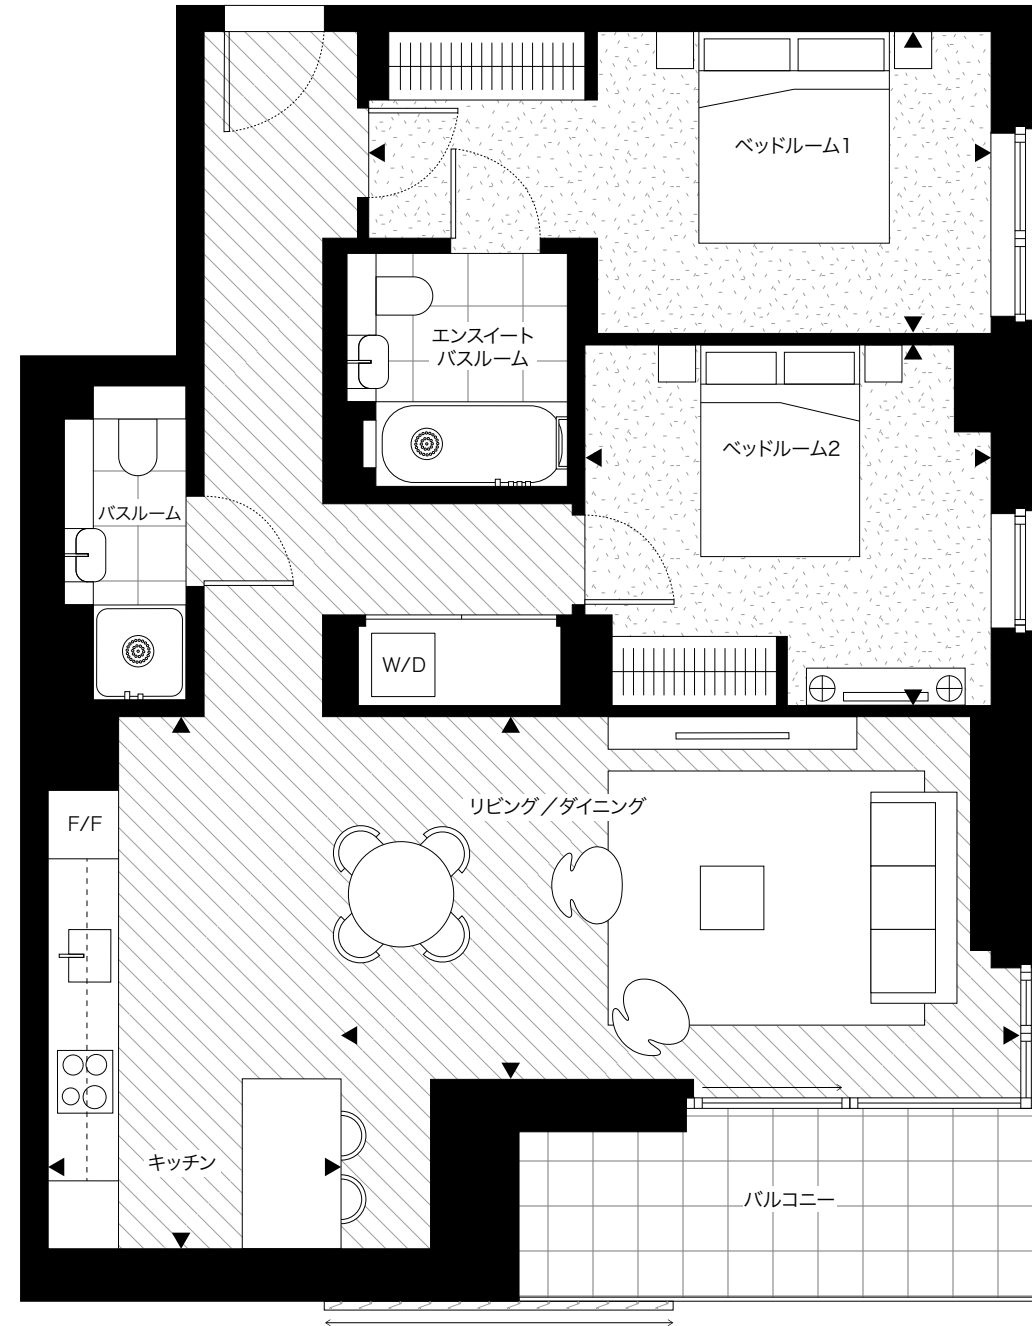 ベッドルーム1
エンスイート
バスルーム
ベッドルーム2
バスルーム
W/D
リビング／ダイニング
F/F
キッチン
バルコニー